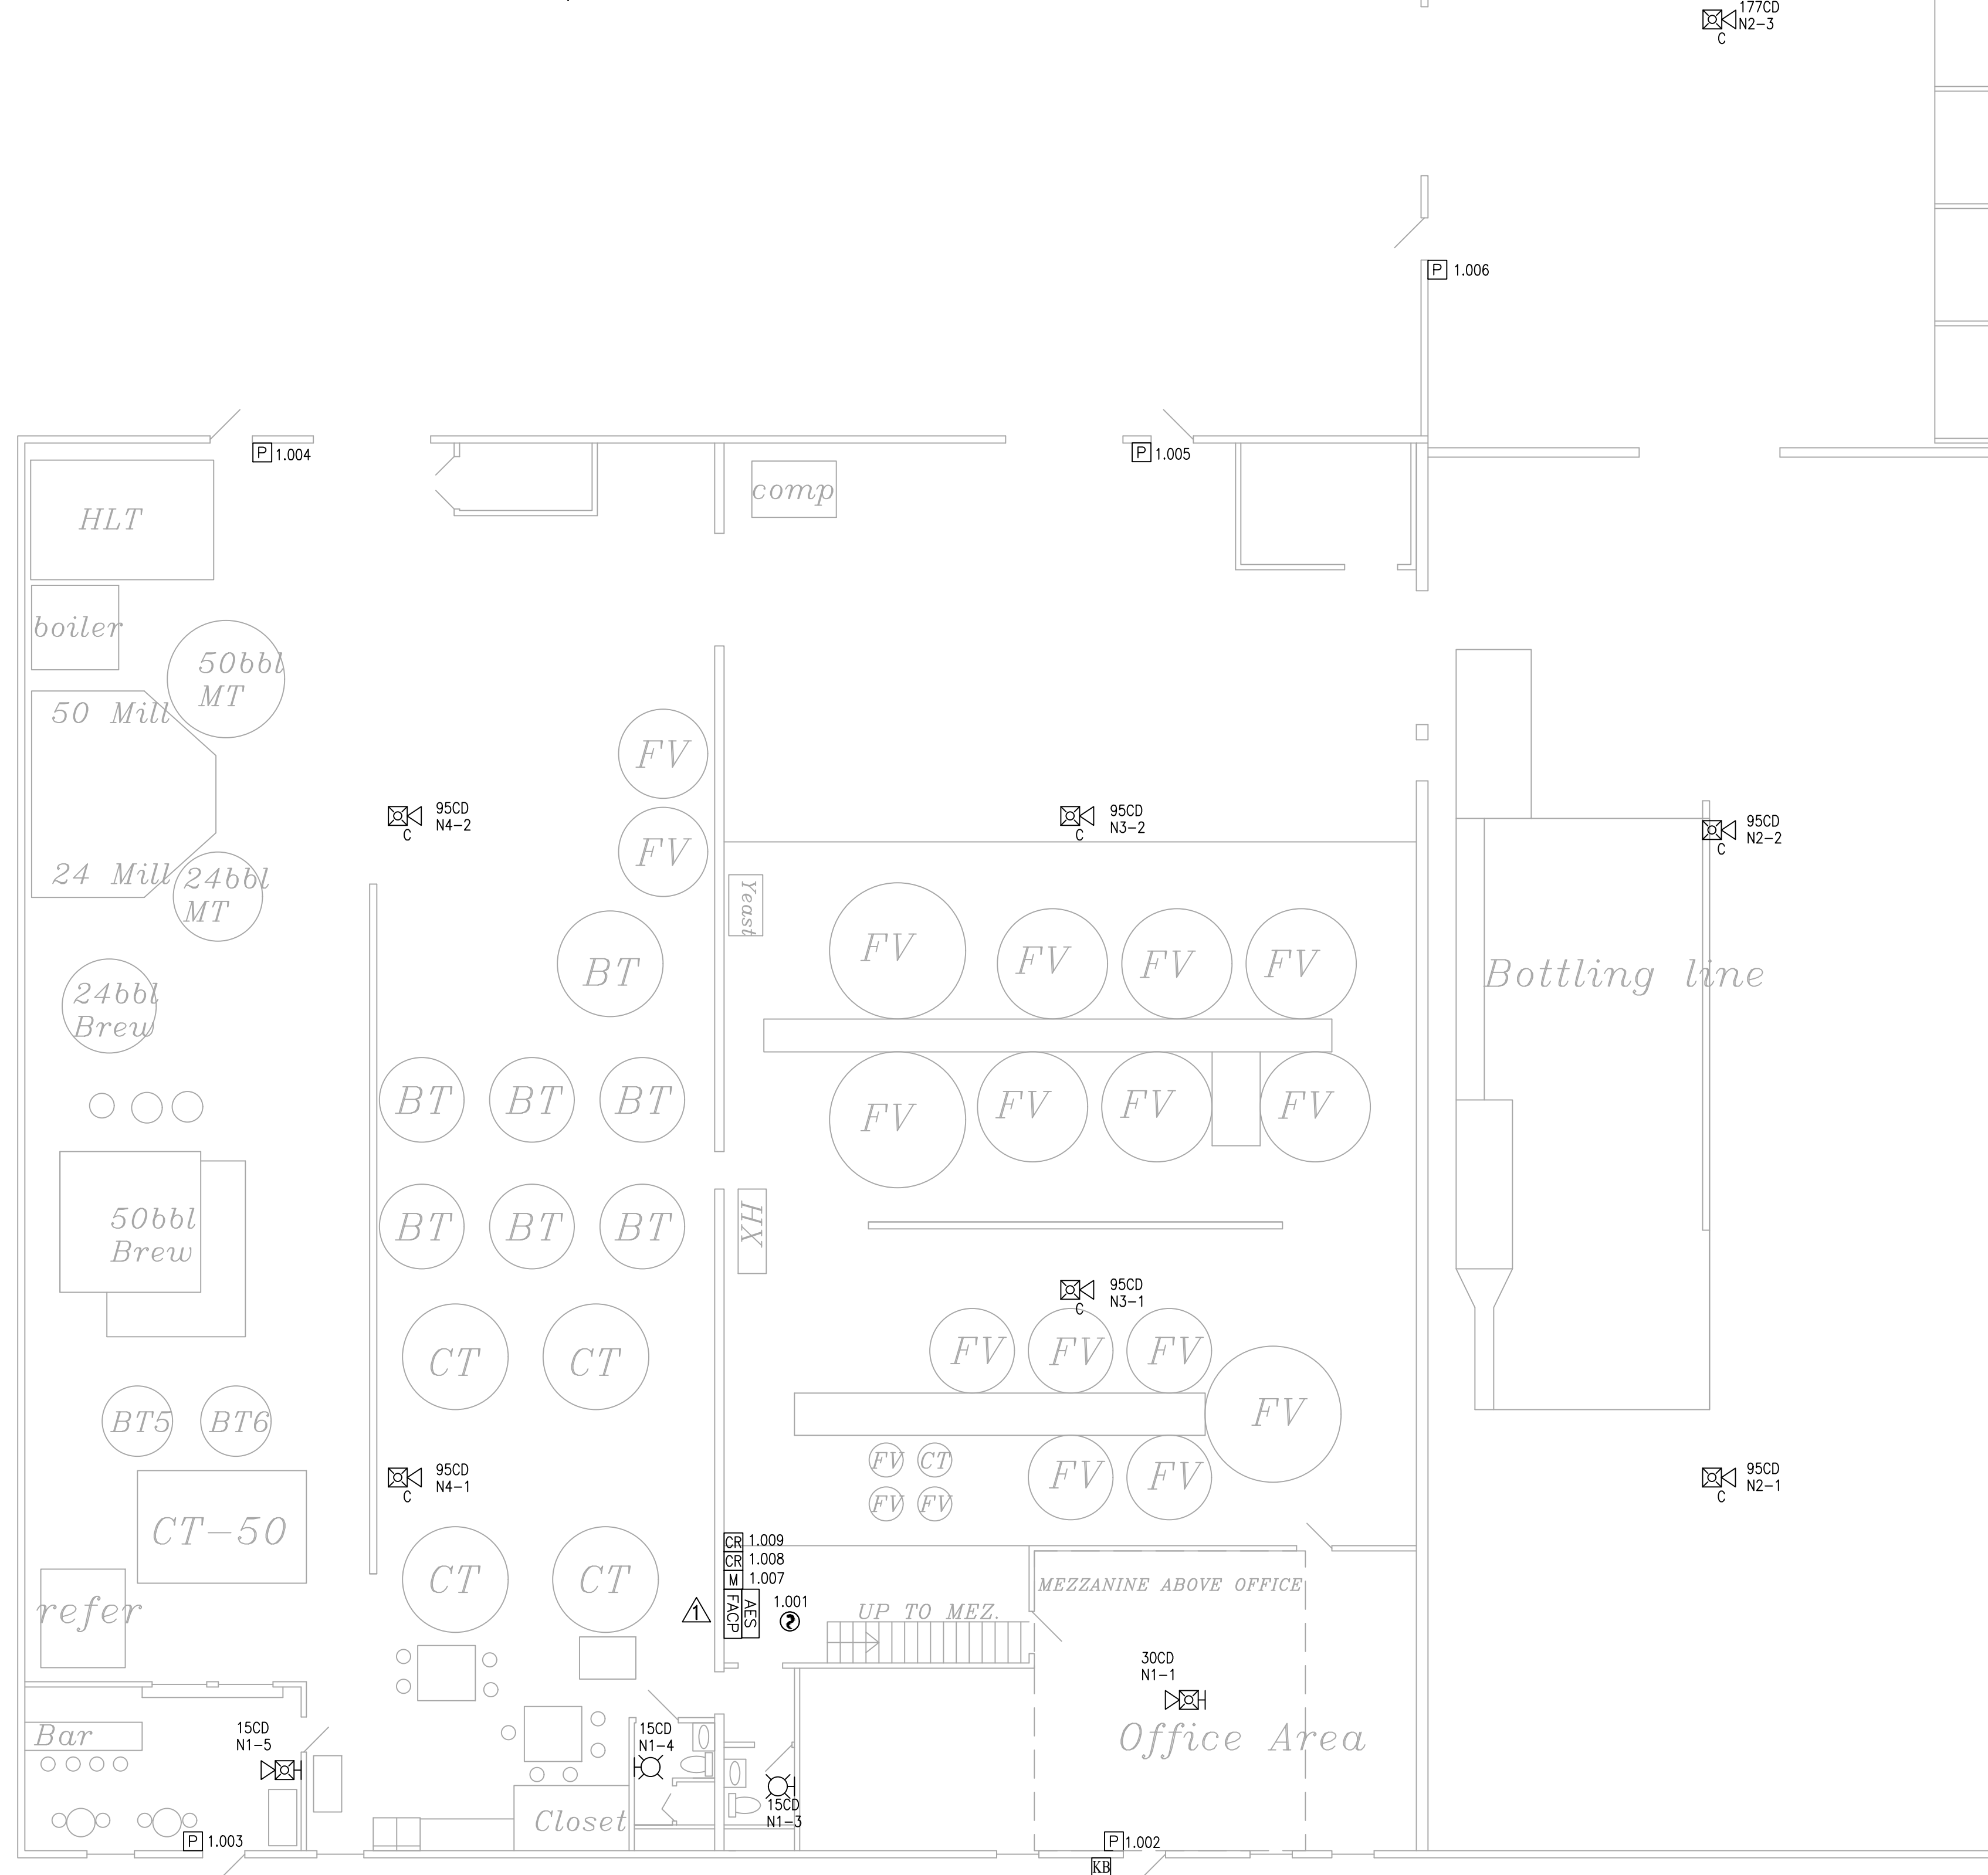 177CD
N2-3
C
P 1.006
P 1.004
P 1.005
HLT
comp
boiler
50bbl
MT
50 Mill
FV
95CD
N4-2
C
95CD
N3-2
C
95CD
N2-2
C
FV
24 Mill
24bbl
MT
Yeast
FV
FV
FV
FV
BT
Bottling line
24bbl
Brew
BT
BT
BT
FV
FV
FV
FV
50bbl
Brew
BT
BT
BT
HX
95CD
N3-1
C
CT
CT
FV
FV
FV
FV
BT5
BT6
95CD
N4-1
C
FV
CT
FV
FV
95CD
N2-1
C
FV
FV
CT-50
CR 1.009
CR 1.008
M 1.007
FACP
AES
1.001
1
CT
CT
MEZZANINE ABOVE OFFICE
refer
UP TO MEZ.
30CD
N1-1
Bar
15CD
N1-5
15CD
N1-4
Office Area
15CD
N1-3
Closet
P 1.003
P 1.002
KB